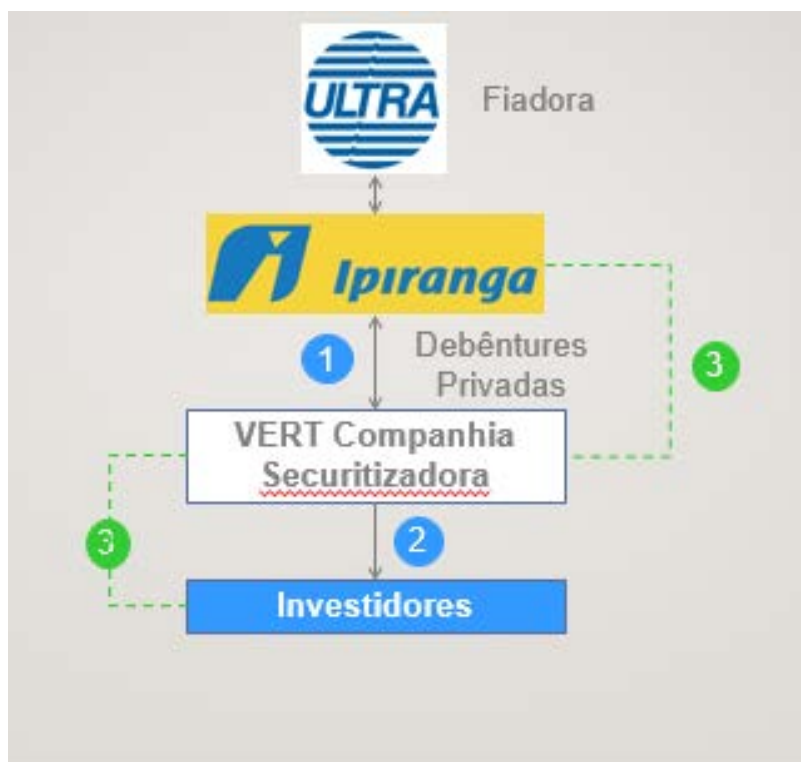 ULTRA
Fiadora
Ipiranga
1
Debêntures
Privadas
3
VERT Companhia
Securitizadora
3
2
Investidores